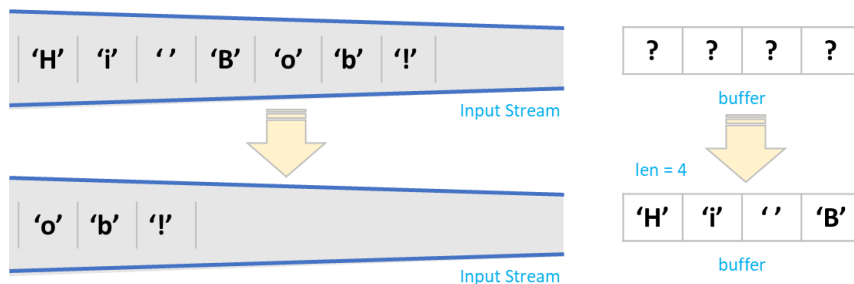 ‘H’ ‘i’ ‘ ’ ‘B’ ‘o’ ‘b’ ‘!’
? ? ? ?
Input Stream
buffer
len = 4
‘o’ ‘b’ ‘!’
‘H’ ‘i’ ‘ ’ ‘B’
Input Stream
buffer